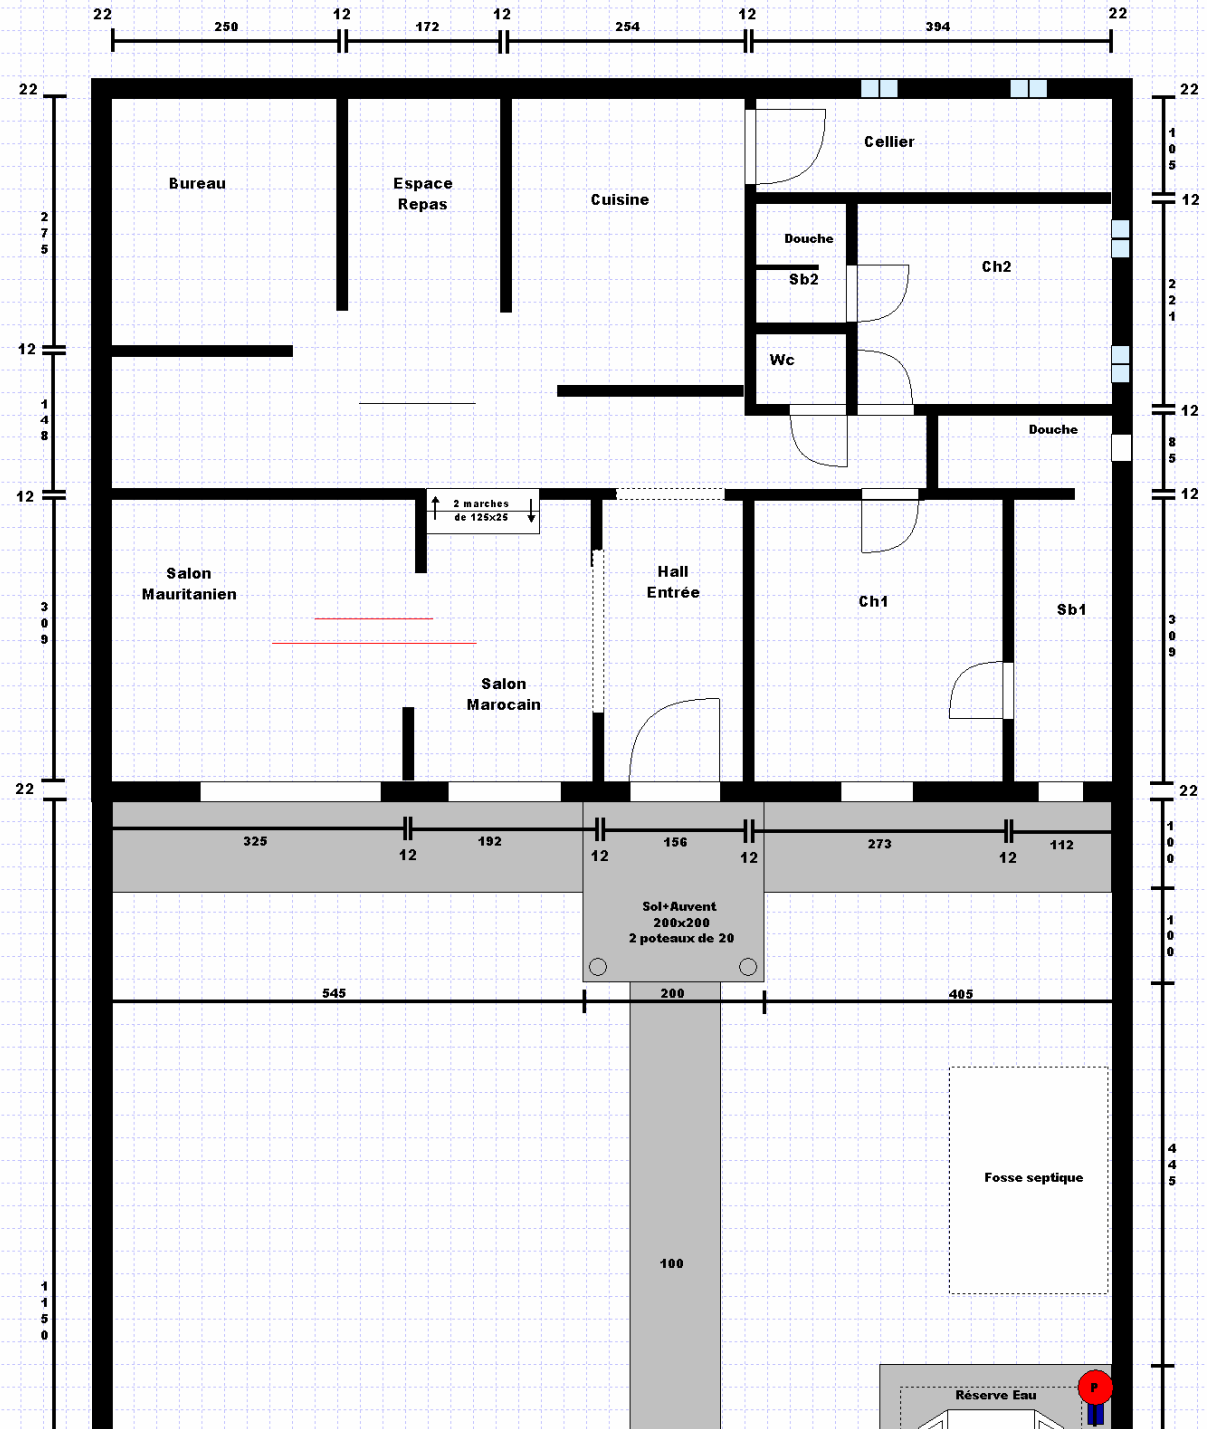 22 12 12 12 22
250 172 254 394
22 22
Cellier
105
Bureau
Espace
Repas
Cuisine
12
275
Douche
Ch2
Sb2
221
12
Wc
148
12
Douche
85
12 12
2 marches
de 125x25
Salon
Mauritanien
Hall
Entrée
Ch1
Sb1
309
309
Salon
Marocain
22 22
325 192 156 273 112
12 12 12 12
100
Sol+Auvent
200x200
2 poteaux de 20
100
545 200 405
Fosse septique
445
100
1150
Réserve Eau
P